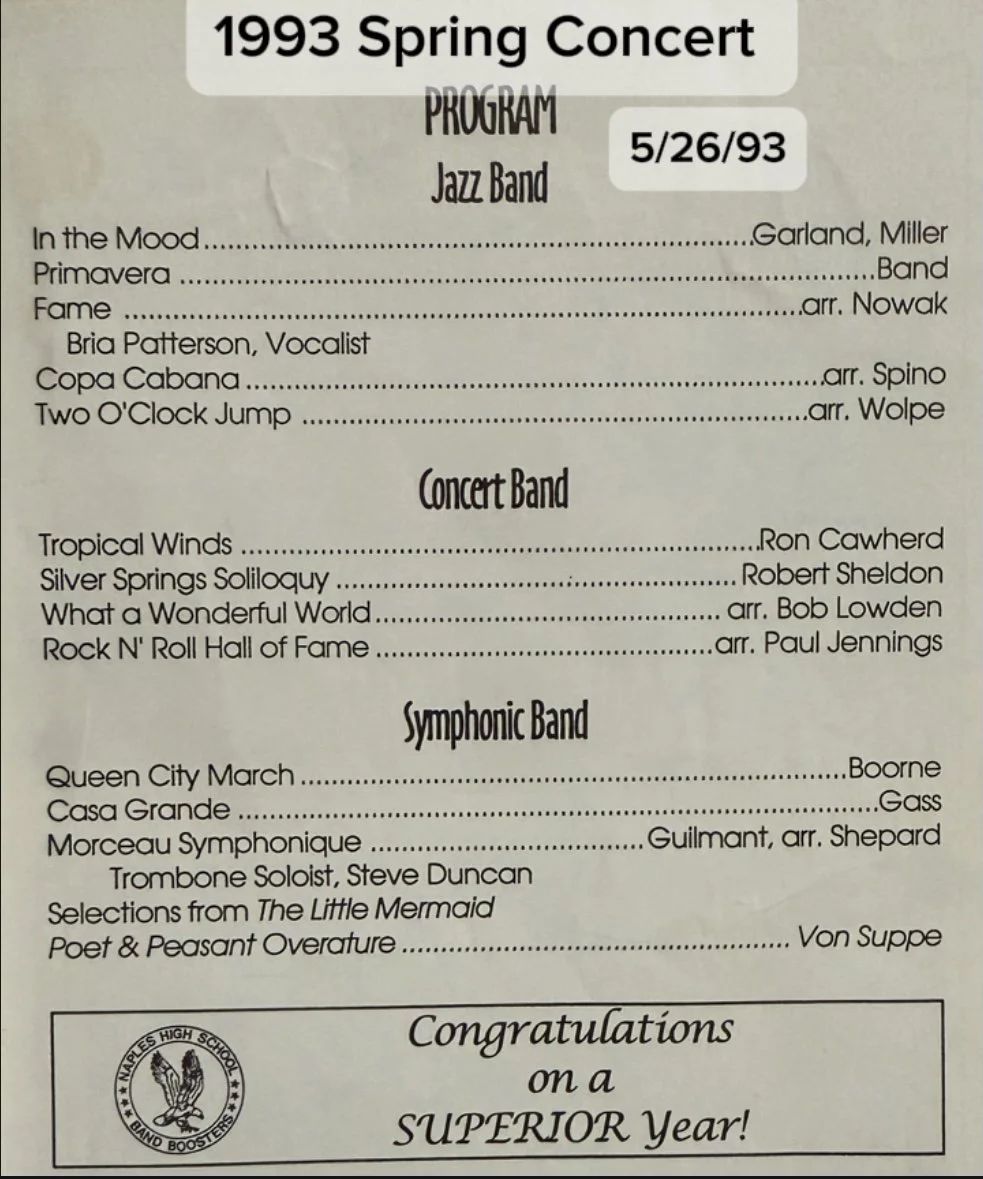 1993 Spring Concert
PROGRAM
5/26/93
Jazz Band
In the Mood......................................................................Garland, Miller
Primavera .........................................................................................Band
Fame .......................................................................................arr. Nowak
Bria Patterson, Vocalist
Copa Cabana..........................................................................arr. Spino
Two O'Clock Jump ................................................................arr. Wolpe
Concert Band
Tropical Winds ..................................................................Ron Cawherd
Silver Springs Soliloquy ................................................... Robert Sheldon
What a Wonderful World............................................ arr. Bob Lowden
Rock N' Roll Hall of Fame ...........................................arr. Paul Jennings
Symphonic Band
Queen City March.....................................................................Boorne
Casa Grande .................................................................................Gass
Morceau Symphonique ...................................Guilmant, arr. Shepard
Trombone Soloist, Steve Duncan
Selections from The Little Mermaid
Poet & Peasant Overature.................................................. Von Suppe
NAPLES HIGH SCHOOL
BAND BOOSTERS
Congratulations
on a
SUPERIOR Year!